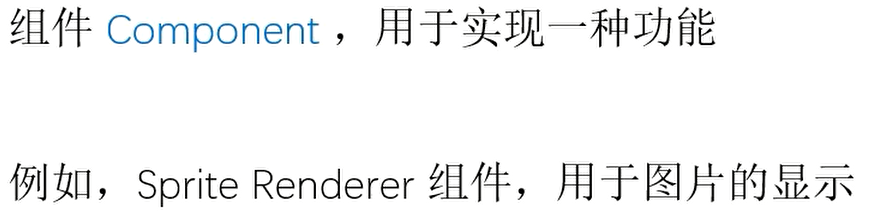 组件 Component ，用于实现一种功能
例如，Sprite Renderer 组件，用于图片的显示